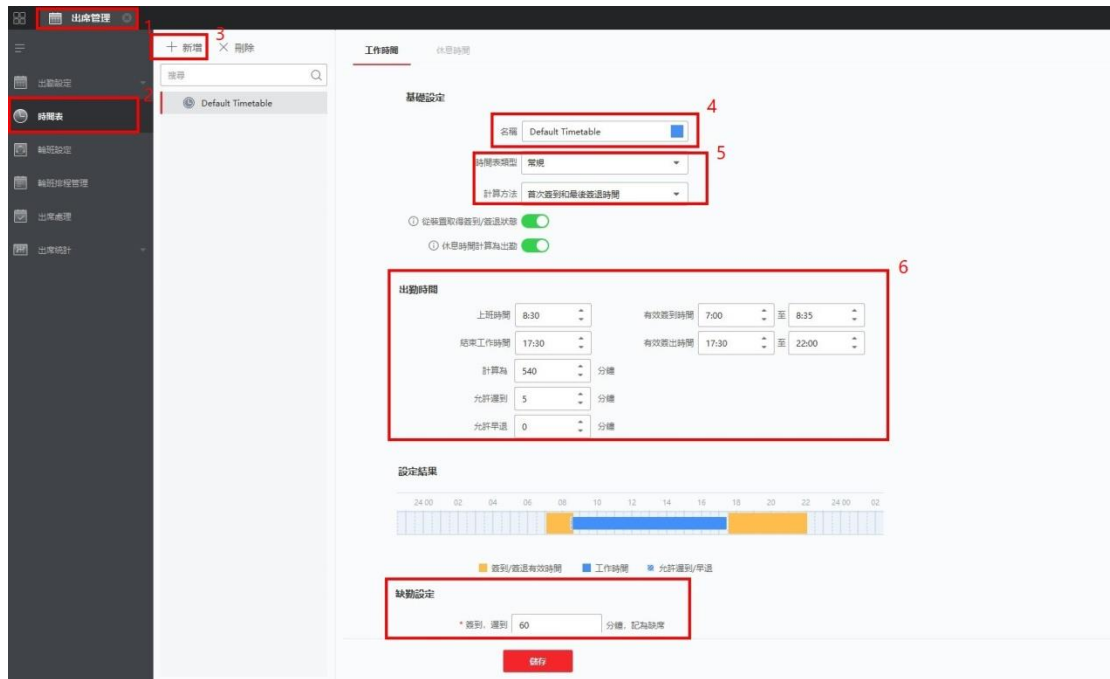 出席管理
1
3
新增 刪除
工作時間 休息時間
搜尋
出勤設定
2
Default Timetable
時間表
輪班設定
輪班排程管理
出席處理
出席統計
基礎設定
4
名稱 Default Timetable
5
時間表類型 常規
計算方法 首次簽到和最後簽退時間
從裝置取得簽到/簽退狀態
休息時間計算為出勤
6
出勤時間
上班時間 8:30 有效簽到時間 7:00 至 8:35
結束工作時間 17:30 有效簽出時間 17:30 至 22:00
計算為 540 分鐘
允許遲到 5 分鐘
允許早退 0 分鐘
設定結果
24 00 02 04 06 08 10 12 14 16 18 20 22 24 00 02
簽到/簽退有效時間 工作時間 允許遲到/早退
缺勤設定
* 簽到, 遲到 60 分鐘, 記為缺席
儲存